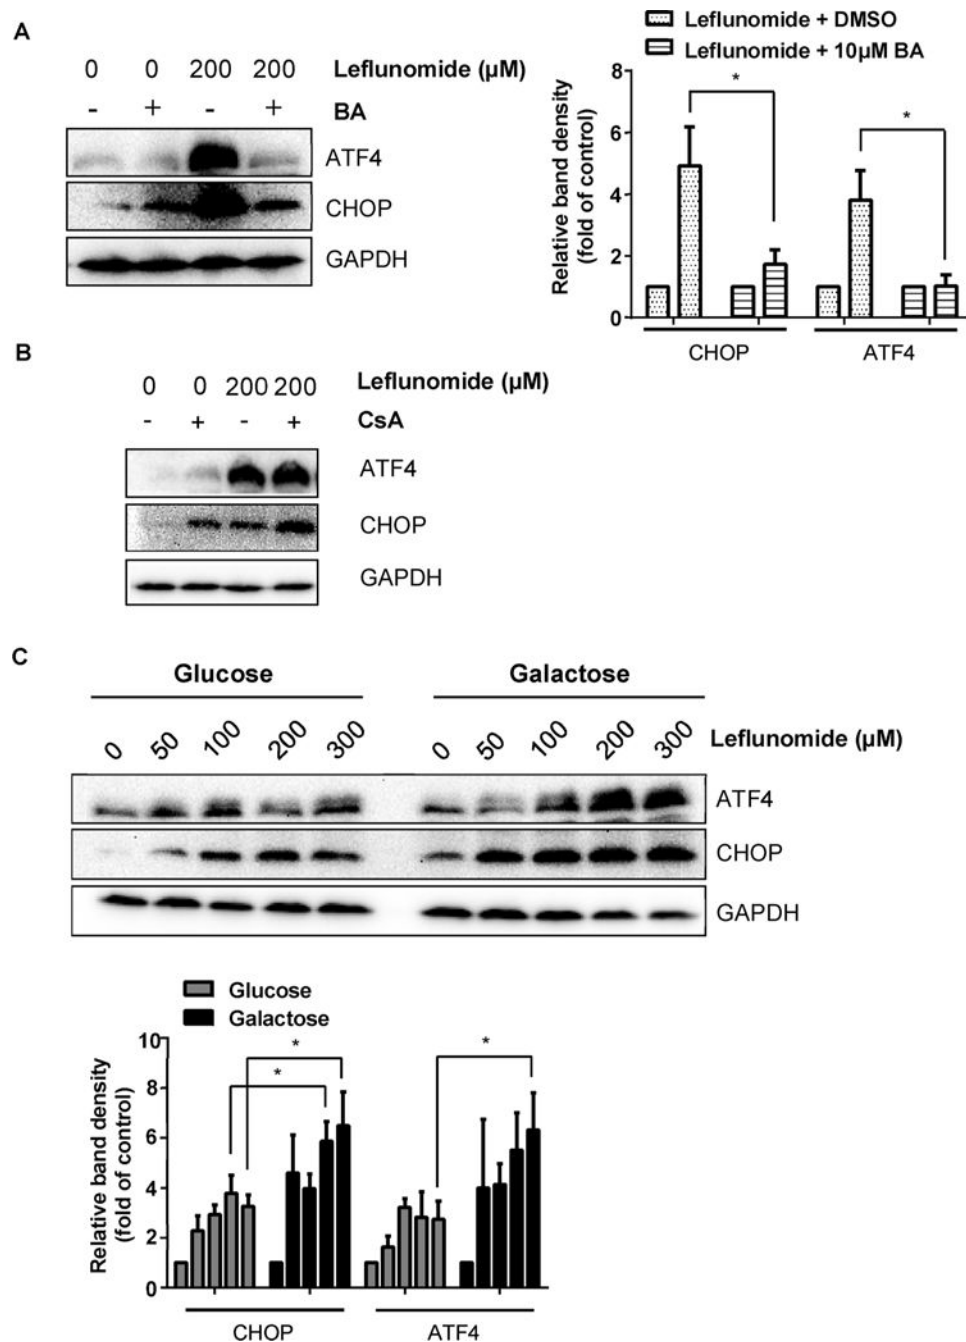 A
0 0 200 200 Leflunomide (µM)
- + - + BA
ATF4
CHOP
GAPDH
Leflunomide + DMSO
Leflunomide + 10µM BA
Relative band density
(fold of control)
8
6
4
2
0
* *
CHOP ATF4
B
0 0 200 200 Leflunomide (µM)
- + - + CsA
ATF4
CHOP
GAPDH
C
Glucose Galactose
0 50 100 200 300 0 50 100 200 300 Leflunomide (µM)
ATF4
CHOP
GAPDH
Glucose
Galactose
Relative band density
(fold of control)
10
8
6
4
2
0
* * *
CHOP ATF4